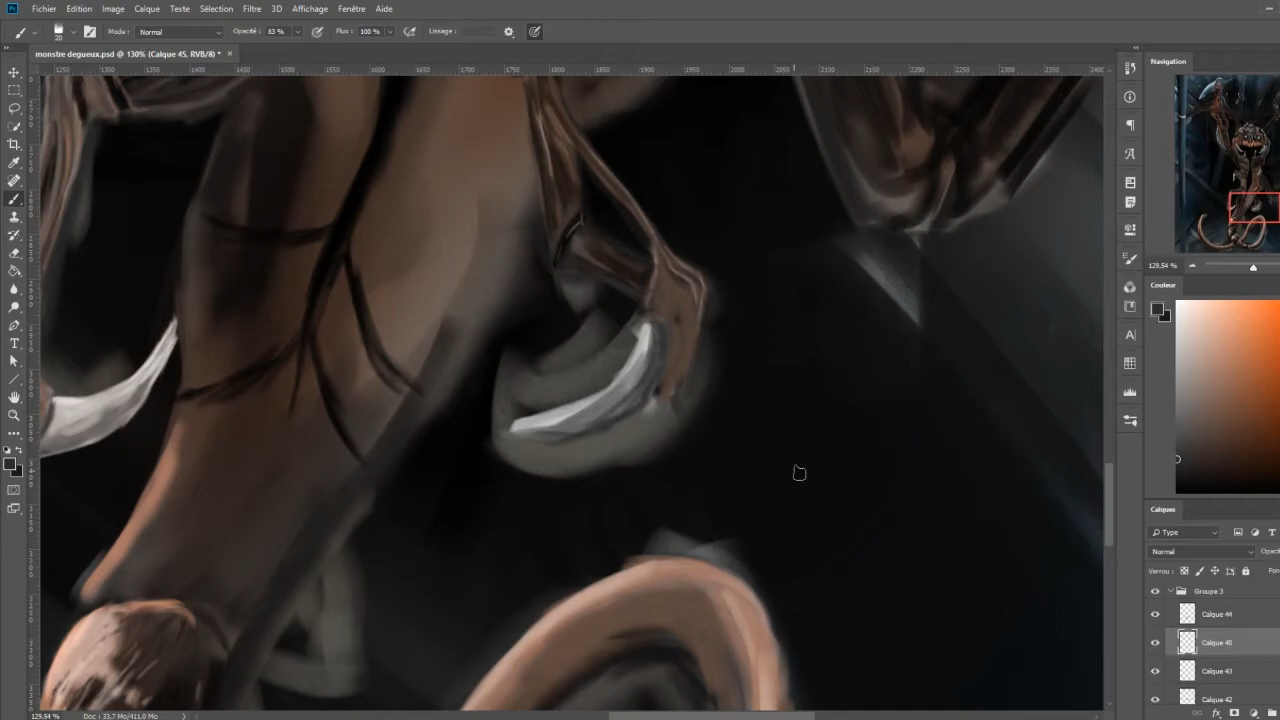 Fichier Edition Image Calque Texte Sélection Filtre 3D Affichage Fenêtre Aide
20 Mode : Normal Opacité : 83 % Flux : 100 % Lissage :
monstre degueux.psd @ 130% (Calque 45, RVB/8) * ×
1250 1300 1350 1400 1450 1500 1550 1600 1650 1700 1750 1800 1850 1900 1950 2000 2050 2100 2150 2200 2250 2300 2350 2400
Navigation
129,54 %
Couleur
Calques
Type
Normal Opaci
Verrou : Fon
Groupe 3
Calque 44
Calque 45
Calque 43
Calque 42
129,54 % Doc : 33,7 Mo/411,0 Mo